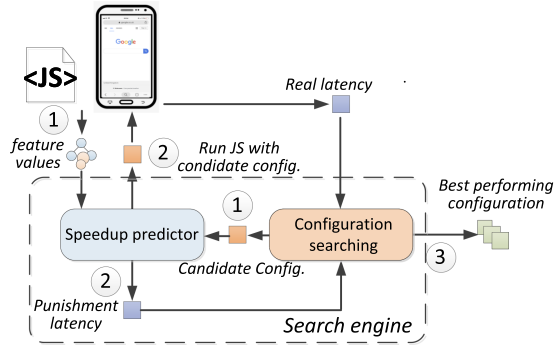 Google
<JS>
Real latency
1
feature
values
2
Run JS with
candidate config.
Best performing
configuration
Speedup predictor
1
Configuration
searching
Candidate Config.
3
2
Punishment
latency
Search engine